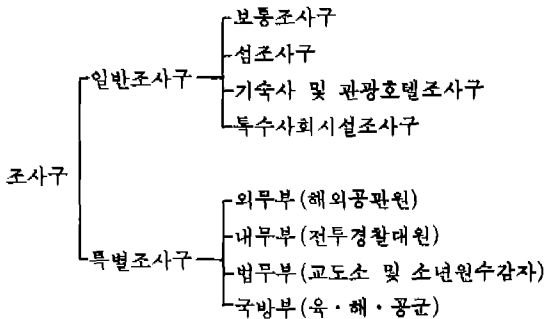 보통조사구
섬조사구
일반조사구
기숙사 및 관광호텔조사구
특수사회시설조사구
조사구
외무부(해외공관원)
내무부(전투경찰대원)
특별조사구
법무부(교도소 및 소년원수감자)
국방부(육·해·공군)